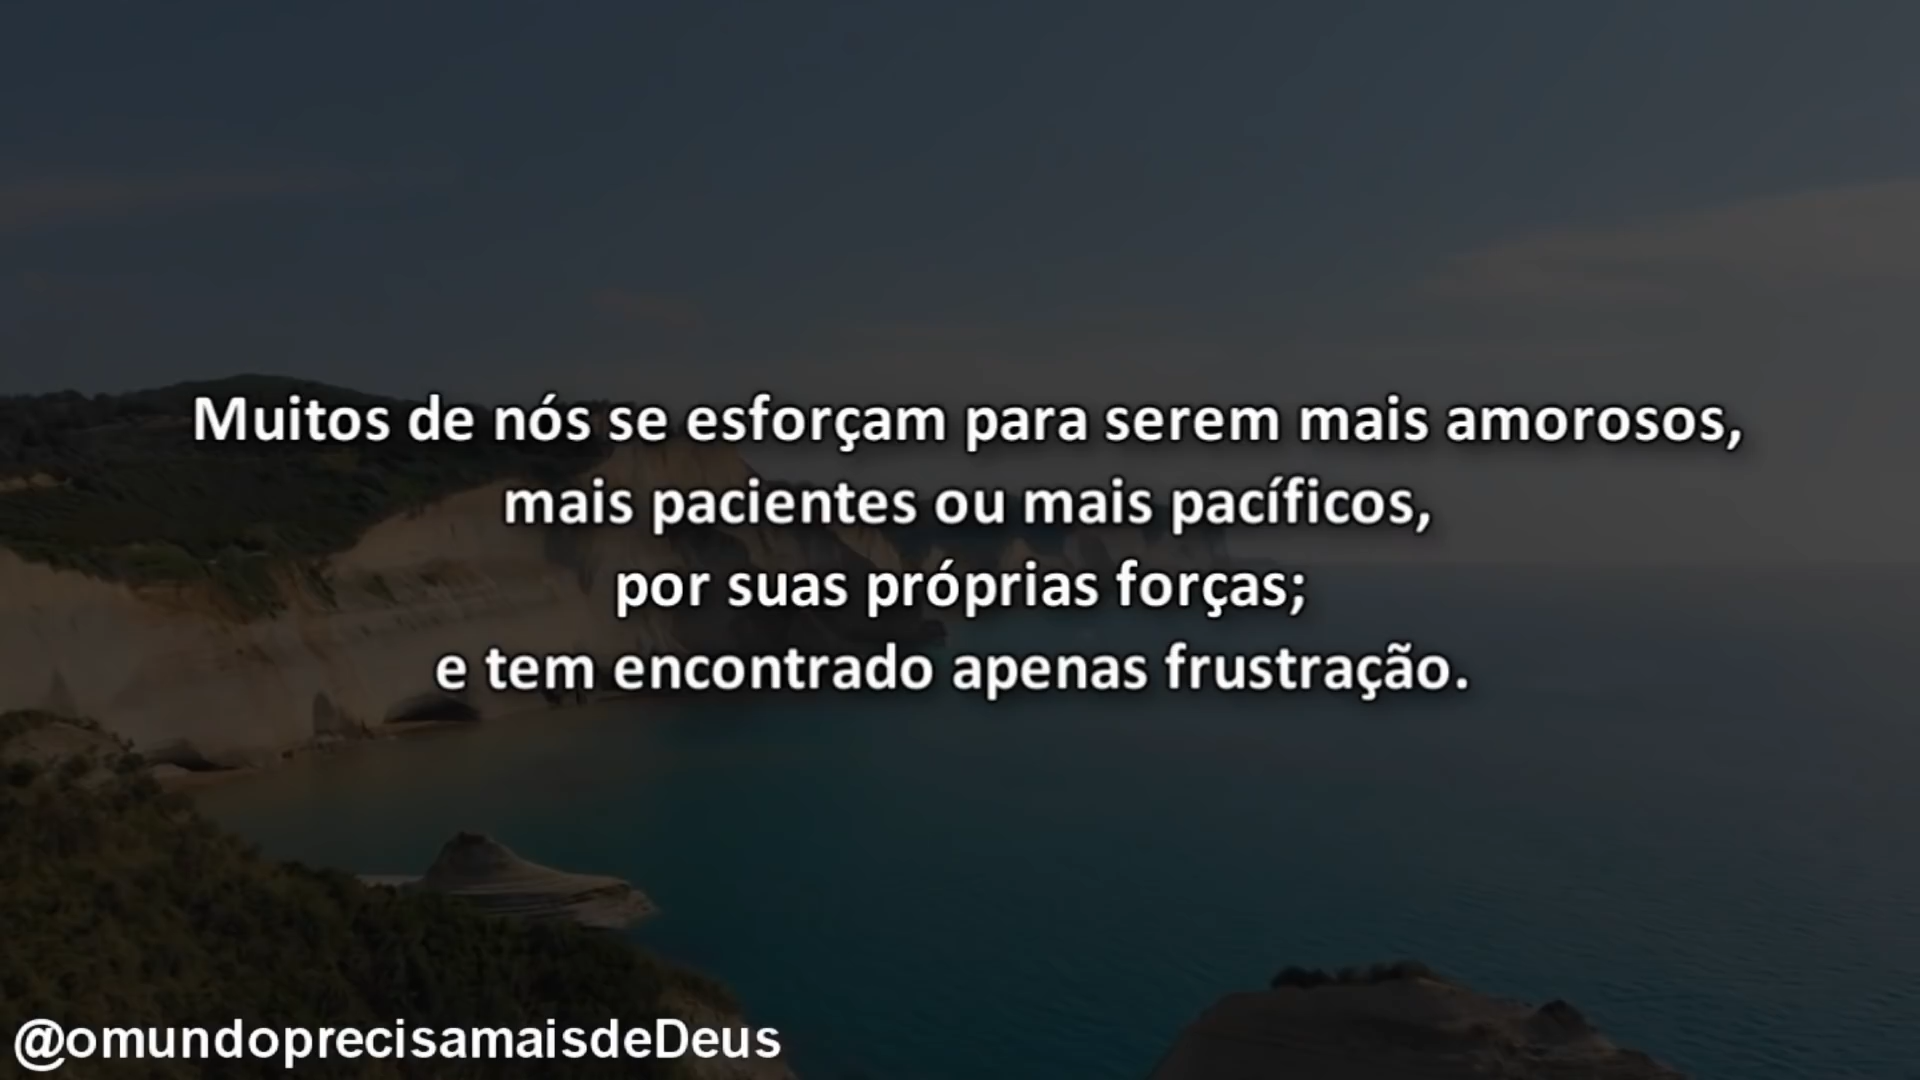 Muitos de nós se esforçam para serem mais amorosos,
mais pacientes ou mais pacíficos,
por suas próprias forças;
e tem encontrado apenas frustração.
@omundoprecisamaisdeDeus